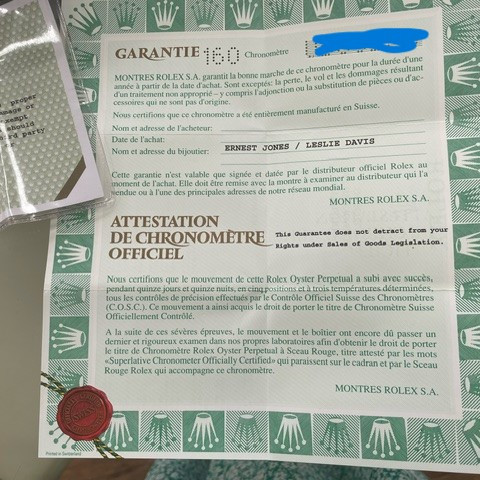 GARANTIE 160 Chronomètre
MONTRES ROLEX S.A. garantit la bonne marche de ce chronomètre pour la durée d'une
année à partir de la date d'achat. Sont exceptés: la perte, le vol et les dommages résultant
d'un traitement non approprié – y compris l'adjonction ou la substitution de pièces ou d'ac-
cessoires qui ne sont pas d'origine.
Nous certifions que ce chronomètre a été entièrement manufacturé en Suisse.
Nom et adresse de l'acheteur:
Date de l'achat:
Nom et adresse du bijoutier: ERNEST JONES / LESLIE DAVIS
Cette garantie n'est valable que signée et datée par le distributeur officiel Rolex au
moment de l'achat. Elle doit être remise avec la montre à examiner au distributeur qui l'a
vendue ou à l'une des principales adresses de notre réseau mondial.
MONTRES ROLEX S.A.
ATTESTATION
DE CHRONOMÈTRE
OFFICIEL
This Guarantee does not detract from your
Rights under Sales of Goods Legislation.
Nous certifions que le mouvement de cette Rolex Oyster Perpetual a subi avec succès,
pendant quinze jours et quinze nuits, en cinq positions et à trois températures déterminées,
tous les contrôles de précision effectués par le Contrôle Officiel Suisse des Chronomètres
(C.O.S.C.). Ce mouvement a ainsi acquis le droit de porter le titre de Chronomètre Suisse
Officiellement Contrôlé.
A la suite de ces sévères épreuves, le mouvement et le boîtier ont encore dû passer un
dernier et rigoureux examen dans nos propres laboratoires afin d'obtenir le droit de porter
le titre de Chronomètre Rolex Oyster Perpetual à Sceau Rouge, titre attesté par les mots
«Superlative Chronometer Officially Certified» qui paraissent sur le cadran et par le Sceau
Rouge Rolex qui accompagne ce chronomètre.
MONTRES ROLEX S.A.
Printed in Switzerland
proper
exempt
should
party